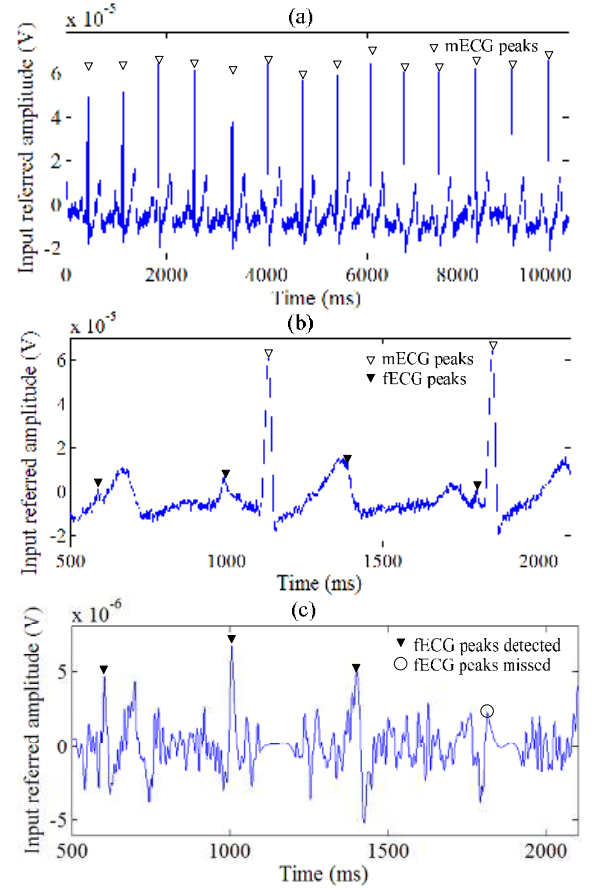 (a)
x 10-5
8
6
4
2
0
-2
Input referred amplitude (V)
▽ mECG peaks
0 2000 4000 6000 8000 10000
Time (ms)
(b)
x 10-5
6
4
2
0
-2
Input referred amplitude (V)
▽ mECG peaks
▼ fECG peaks
500 1000 1500 2000
Time (ms)
(c)
x 10-6
5
0
-5
Input referred amplitude (V)
▼ fECG peaks detected
○ fECG peaks missed
500 1000 1500 2000
Time (ms)